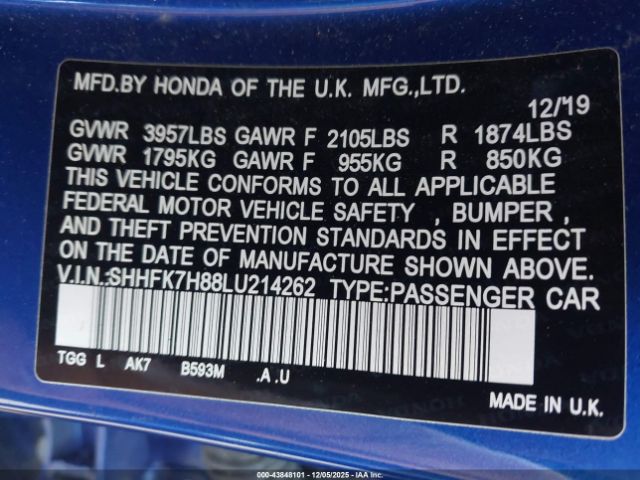 MFD.BY HONDA OF THE U.K. MFG.,LTD.
12/19
GVWR 3957LBS GAWR F 2105LBS R 1874LBS
GVWR 1795KG GAWR F 955KG R 850KG
THIS VEHICLE CONFORMS TO ALL APPLICABLE
FEDERAL MOTOR VEHICLE SAFETY , BUMPER ,
AND THEFT PREVENTION STANDARDS IN EFFECT
ON THE DATE OF MANUFACTURE SHOWN ABOVE.
V.I.N.:SHHFK7H88LU214262 TYPE:PASSENGER CAR
TGG L AK7 B593M .A .U
MADE IN U.K.
000-43848101 - 12/05/2025 - IAAI.COM